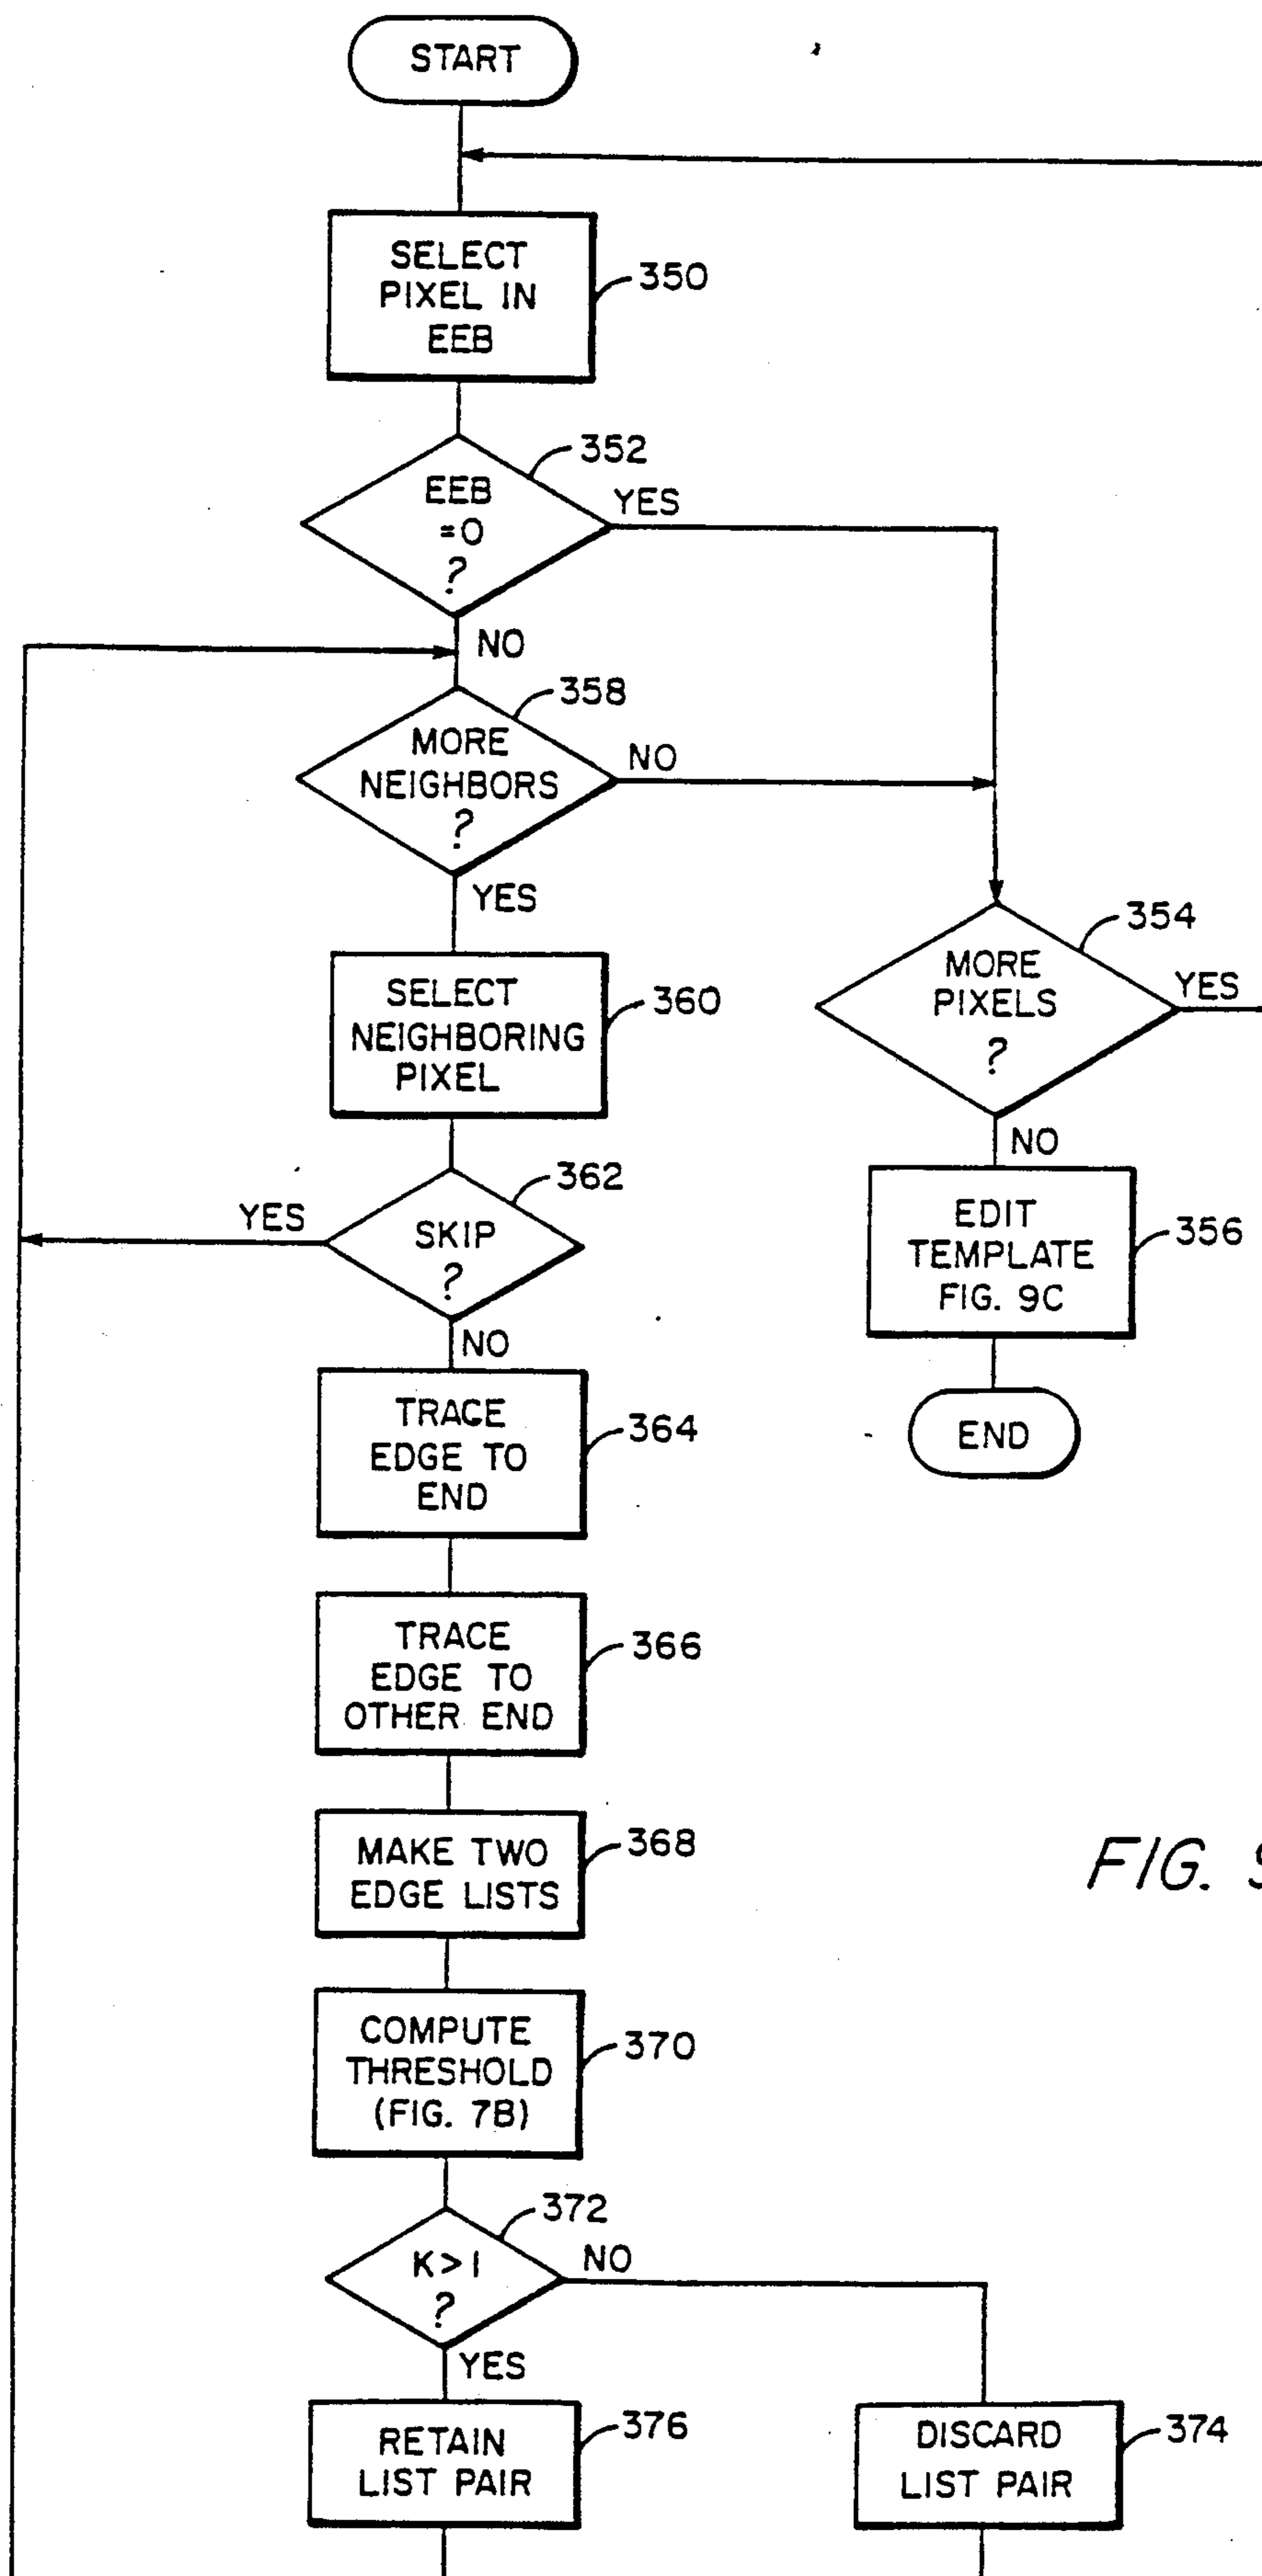 START
SELECT
PIXEL IN
EEB
350
EEB
=0
?
352
YES
NO
MORE
NEIGHBORS
?
358
NO
YES
MORE
PIXELS
?
354
YES
NO
SELECT
NEIGHBORING
PIXEL
360
EDIT
TEMPLATE
FIG. 9C
356
SKIP
?
362
YES
NO
END
TRACE
EDGE TO
END
364
TRACE
EDGE TO
OTHER END
366
MAKE TWO
EDGE LISTS
368
FIG.
COMPUTE
THRESHOLD
(FIG. 7B)
370
K>1
?
372
NO
YES
RETAIN
LIST PAIR
376
DISCARD
LIST PAIR
374